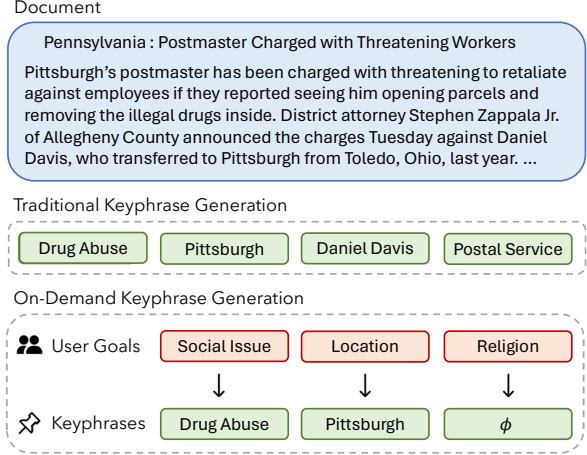 Document
Pennsylvania : Postmaster Charged with Threatening Workers
Pittsburgh's postmaster has been charged with threatening to retaliate
against employees if they reported seeing him opening parcels and
removing the illegal drugs inside. District attorney Stephen Zappala Jr.
of Allegheny County announced the charges Tuesday against Daniel
Davis, who transferred to Pittsburgh from Toledo, Ohio, last year. ...
Traditional Keyphrase Generation
Drug Abuse Pittsburgh Daniel Davis Postal Service
On-Demand Keyphrase Generation
User Goals Social Issue Location Religion
↓ ↓ ↓
Keyphrases Drug Abuse Pittsburgh ϕ